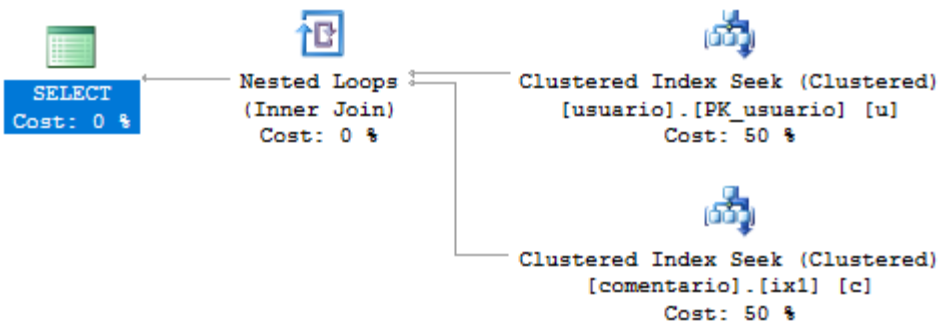 SELECT
Cost: 0 %
Nested Loops
(Inner Join)
Cost: 0 %
Clustered Index Seek (Clustered)
[usuario].[PK_usuario] [u]
Cost: 50 %
Clustered Index Seek (Clustered)
[comentario].[ix1] [c]
Cost: 50 %